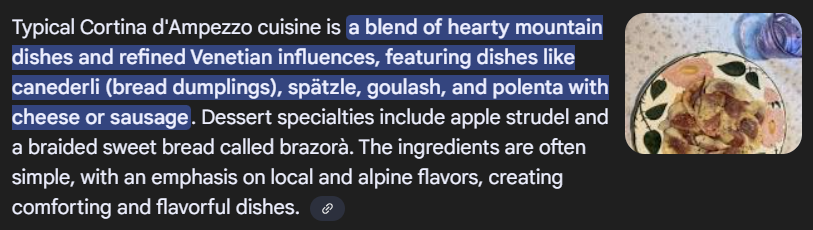 Typical Cortina d'Ampezzo cuisine is a blend of hearty mountain
dishes and refined Venetian influences, featuring dishes like
canederli (bread dumplings), spätzle, goulash, and polenta with
cheese or sausage. Dessert specialties include apple strudel and
a braided sweet bread called brazorà. The ingredients are often
simple, with an emphasis on local and alpine flavors, creating
comforting and flavorful dishes.